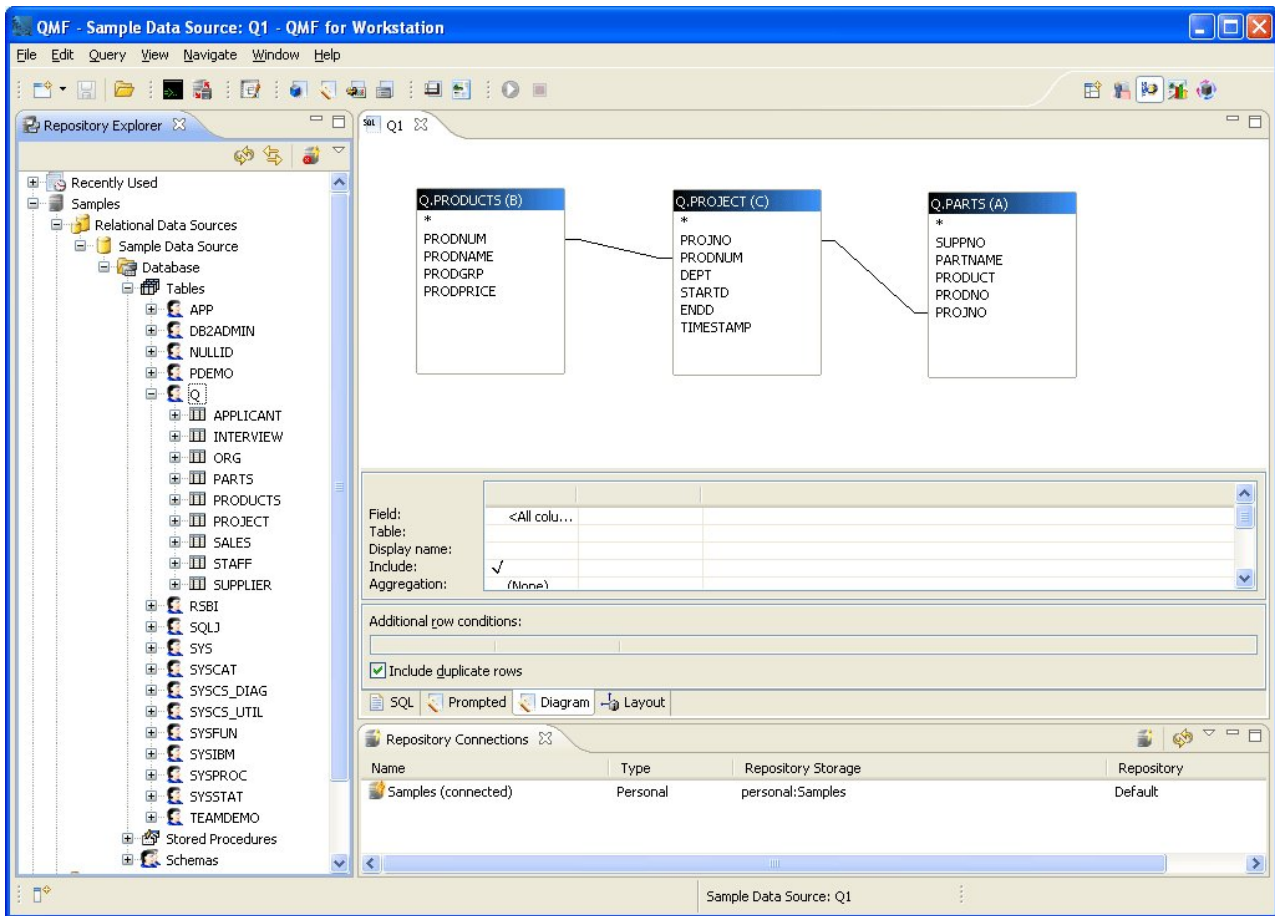 QMF - Sample Data Source: Q1 - QMF for Workstation
File Edit Query View Navigate Window Help
Repository Explorer
Recently Used
Samples
Relational Data Sources
Sample Data Source
Database
Tables
APP
DB2ADMIN
NULLID
PDEMO
Q
APPLICANT
INTERVIEW
ORG
PARTS
PRODUCTS
PROJECT
SALES
STAFF
SUPPLIER
RSBI
SQLJ
SYS
SYSCAT
SYSCS_DIAG
SYSCS_UTIL
SYSFUN
SYSIBM
SYSPROC
SYSSTAT
TEAMDEMO
Stored Procedures
Schemas
SQL Q1
Q.PRODUCTS (B)
*
PRODNUM
PRODNAME
PRODGRP
PRODPRICE
Q.PROJECT (C)
*
PROJNO
PRODNUM
DEPT
STARTD
ENDD
TIMESTAMP
Q.PARTS (A)
*
SUPPNO
PARTNAME
PRODUCT
PRODNO
PROJNO
Field: <All colu...
Table:
Display name:
Include:
Aggregation: (None)
Additional row conditions:
Include duplicate rows
SQL Prompted Diagram Layout
Repository Connections
Name Type Repository Storage Repository
Samples (connected) Personal personal:Samples Default
Sample Data Source: Q1